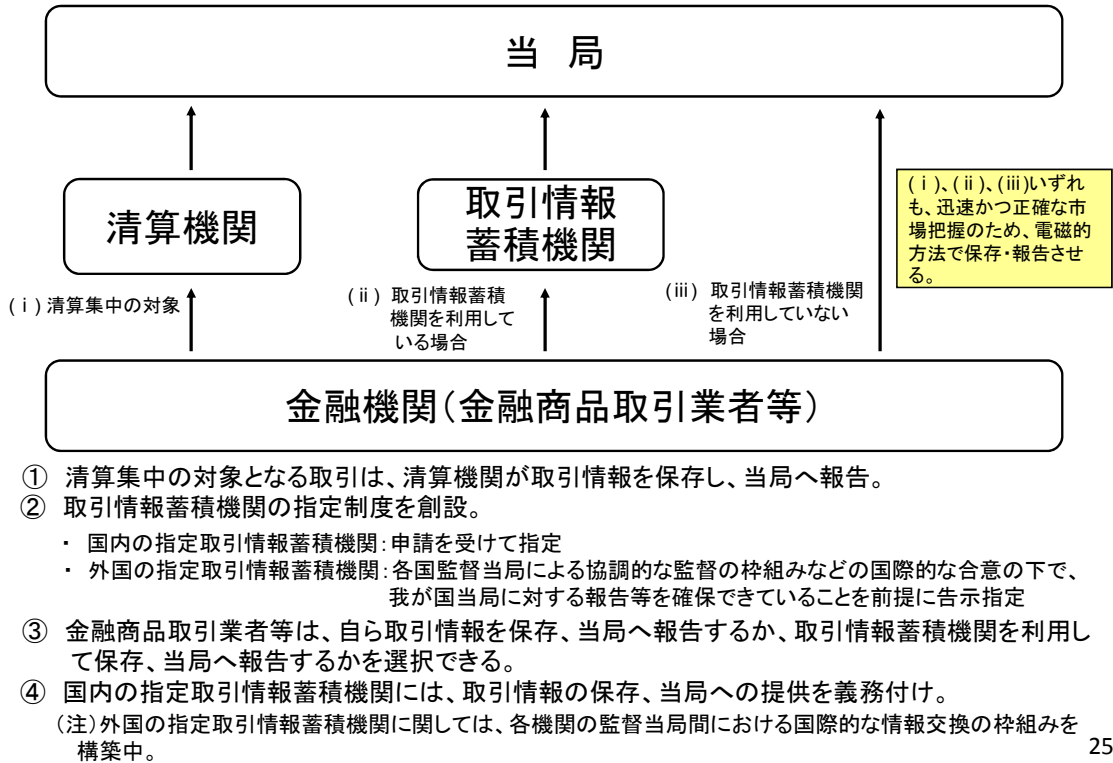 当 局
清算機関
取引情報
蓄積機関
(ⅰ)、(ⅱ)、(ⅲ)いずれ
も、迅速かつ正確な市
場把握のため、電磁的
方法で保存・報告させ
る。
(ⅰ)清算集中の対象
(ⅱ) 取引情報蓄積
機関を利用して
いる場合
(ⅲ) 取引情報蓄積機関
を利用していない
場合
金融機関(金融商品取引業者等)
① 清算集中の対象となる取引は、清算機関が取引情報を保存し、当局へ報告。
② 取引情報蓄積機関の指定制度を創設。
・ 国内の指定取引情報蓄積機関:申請を受けて指定
・ 外国の指定取引情報蓄積機関:各国監督当局による協調的な監督の枠組みなどの国際的な合意の下で、
我が国当局に対する報告等を確保できていることを前提に告示指定
③ 金融商品取引業者等は、自ら取引情報を保存、当局へ報告するか、取引情報蓄積機関を利用し
て保存、当局へ報告するかを選択できる。
④ 国内の指定取引情報蓄積機関には、取引情報の保存、当局への提供を義務付け。
(注)外国の指定取引情報蓄積機関に関しては、各機関の監督当局間における国際的な情報交換の枠組みを
構築中。
25